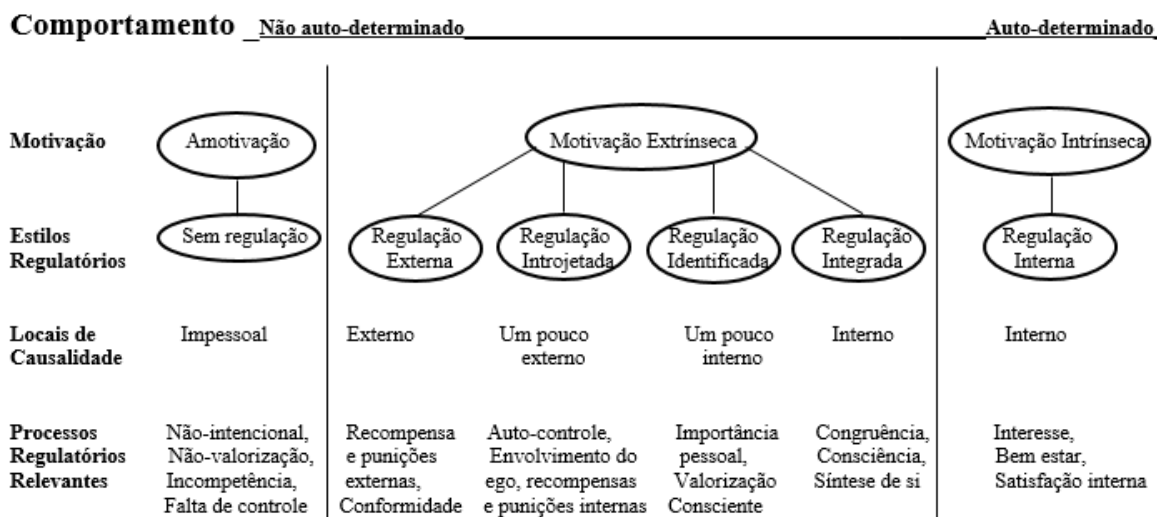 Comportamento Não auto-determinado Auto-determinado
Motivação Amotivação Motivação Extrínseca Motivação Intrínseca
Estilos Sem regulação Regulação Regulação Regulação Regulação Regulação
Regulatórios Externa Introjetada Identificada Integrada Interna
Locais de Impessoal Externo Um pouco Um pouco Interno Interno
Causalidade externo interno
Processos Não-intencional, Recompensa Auto-controle, Importância Congruência, Interesse,
Regulatórios Não-valorização, e punições Envolvimento do pessoal, Consciência, Bem estar,
Relevantes Incompetência, externas, ego, recompensas Valorização Síntese de si Satisfação interna
Falta de controle Conformidade e punições internas Consciente